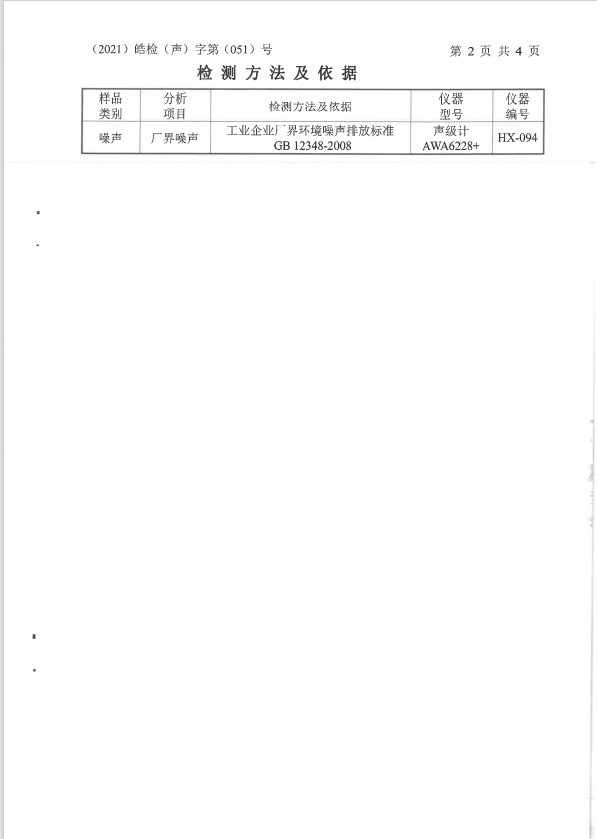 （2021）皓检（声）字第（051）号
第 2 页 共 4 页
检 测 方 法 及 依 据
样品类别 分析项目 检测方法及依据 仪器型号 仪器编号
噪声 厂界噪声 工业企业厂界环境噪声排放标准 GB 12348-2008 声级计 AWA6228+ HX-094